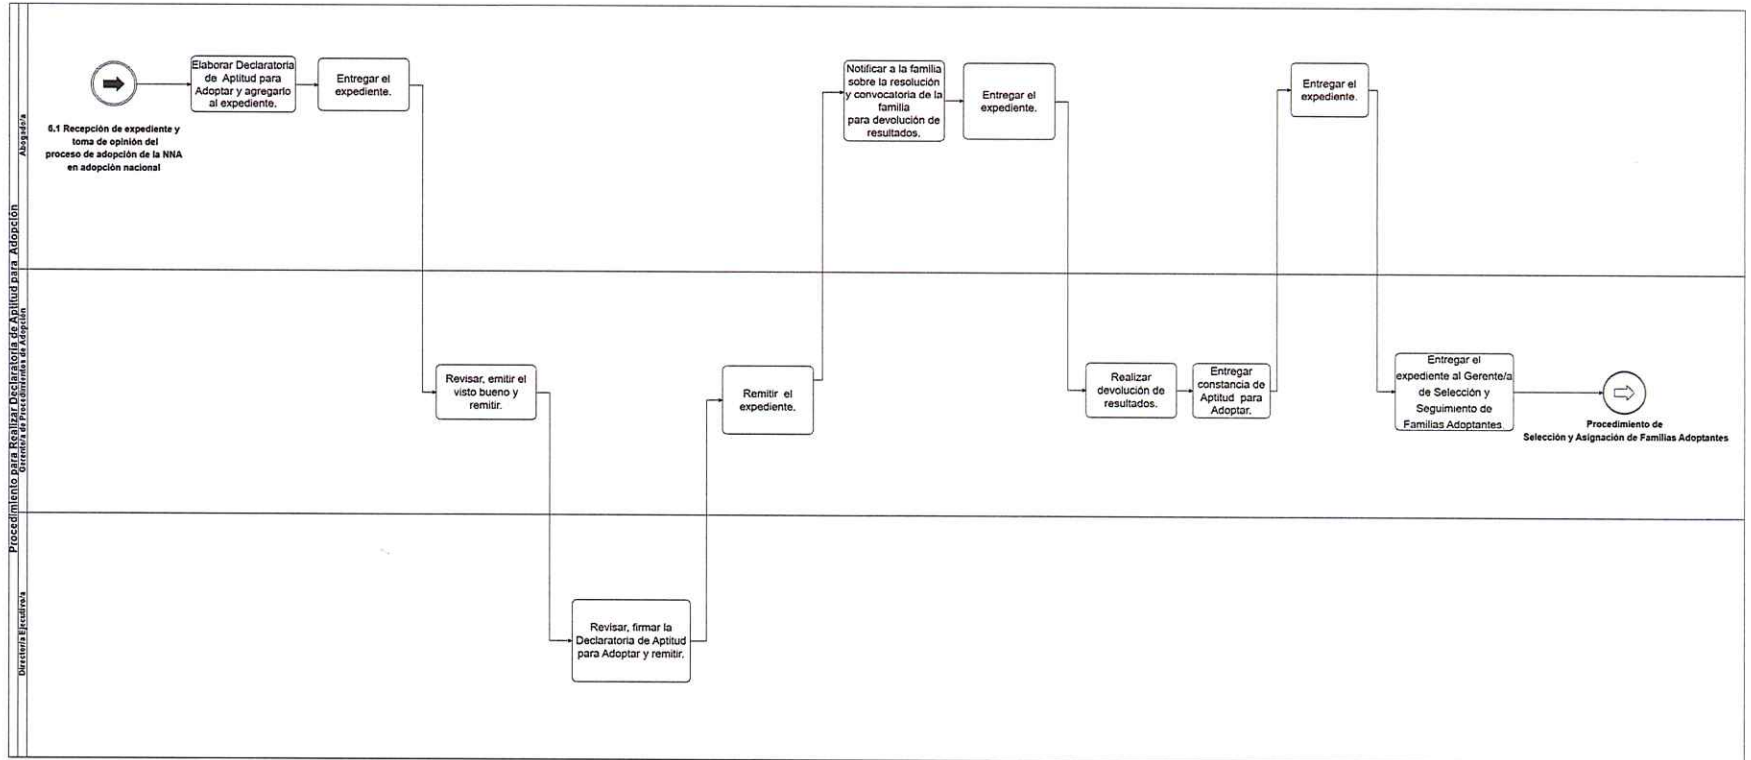 Procedimiento para Realizar Declaratoria de Aptitud para Adopción
Abogado/a
6.1 Recepción de expediente y
toma de opinión del
proceso de adopción de la NNA
en adopción nacional
Elaborar Declaratoria
de Aptitud para
Adoptar y agregarlo
al expediente.
Entregar el
expediente.
Notificar a la família
sobre la resolución
y convocatoria de la
familia
para devolución de
resultados.
Entregar el
expediente.
Entregar el
expediente.
Gerente/a de Procedimientos de Adopción
Revisar, emitir el
visto bueno y
remitir.
Remitir el
expediente.
Realizar
devolución de
resultados.
Entregar
constancia de
Aptitud para
Adoptar.
Entregar el
expediente al Gerente/a
de Selección y
Seguimiento de
Familias Adoptantes
Procedimiento de
Selección y Asignación de Familias Adoptantes
Director/a Ejecutivo/a
Revisar, firmar la
Declaratoria de Aptitud
para Adoptar y remitir.